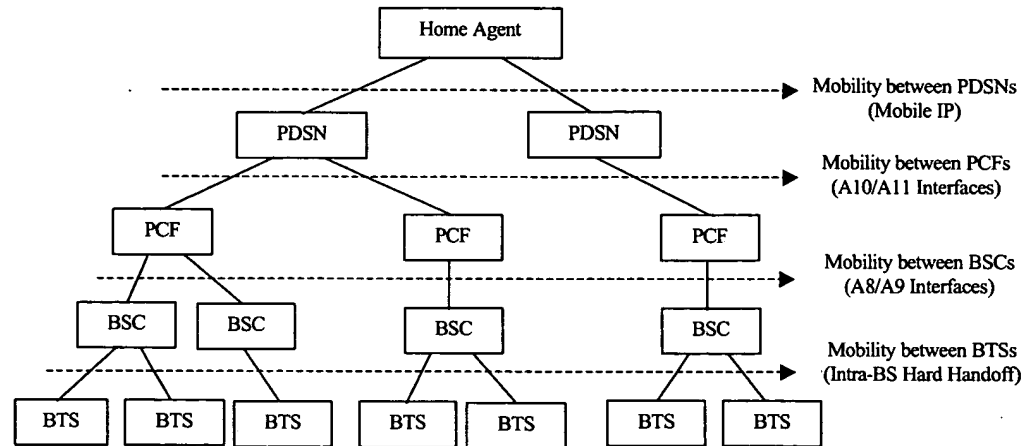 Home Agent
Mobility between PDSNs
(Mobile IP)
PDSN
PDSN
Mobility between PCFs
(A10/A11 Interfaces)
PCF
PCF
PCF
Mobility between BSCs
(A8/A9 Interfaces)
BSC
BSC
BSC
BSC
Mobility between BTSs
(Intra-BS Hard Handoff)
BTS
BTS
BTS
BTS
BTS
BTS
BTS